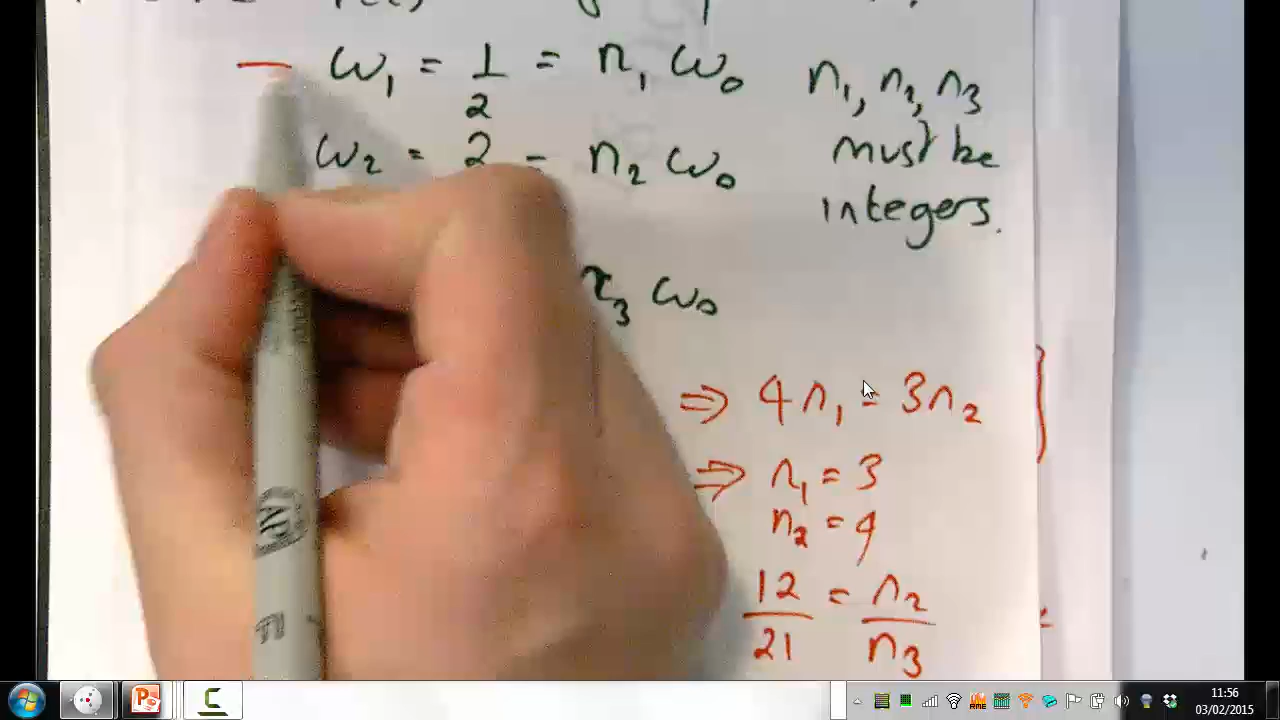 ω₁ = 1/2 = n₁ ω₀
n₁, n₂, n₃
must be
integers.
ω₂ = 2 = n₂ ω₀
₃ ω₀
⇒ 4n₁ = 3n₂
⇒ n₁ = 3
n₂ = 4
12/21 = n₂/n₃
11:56
03/02/2015